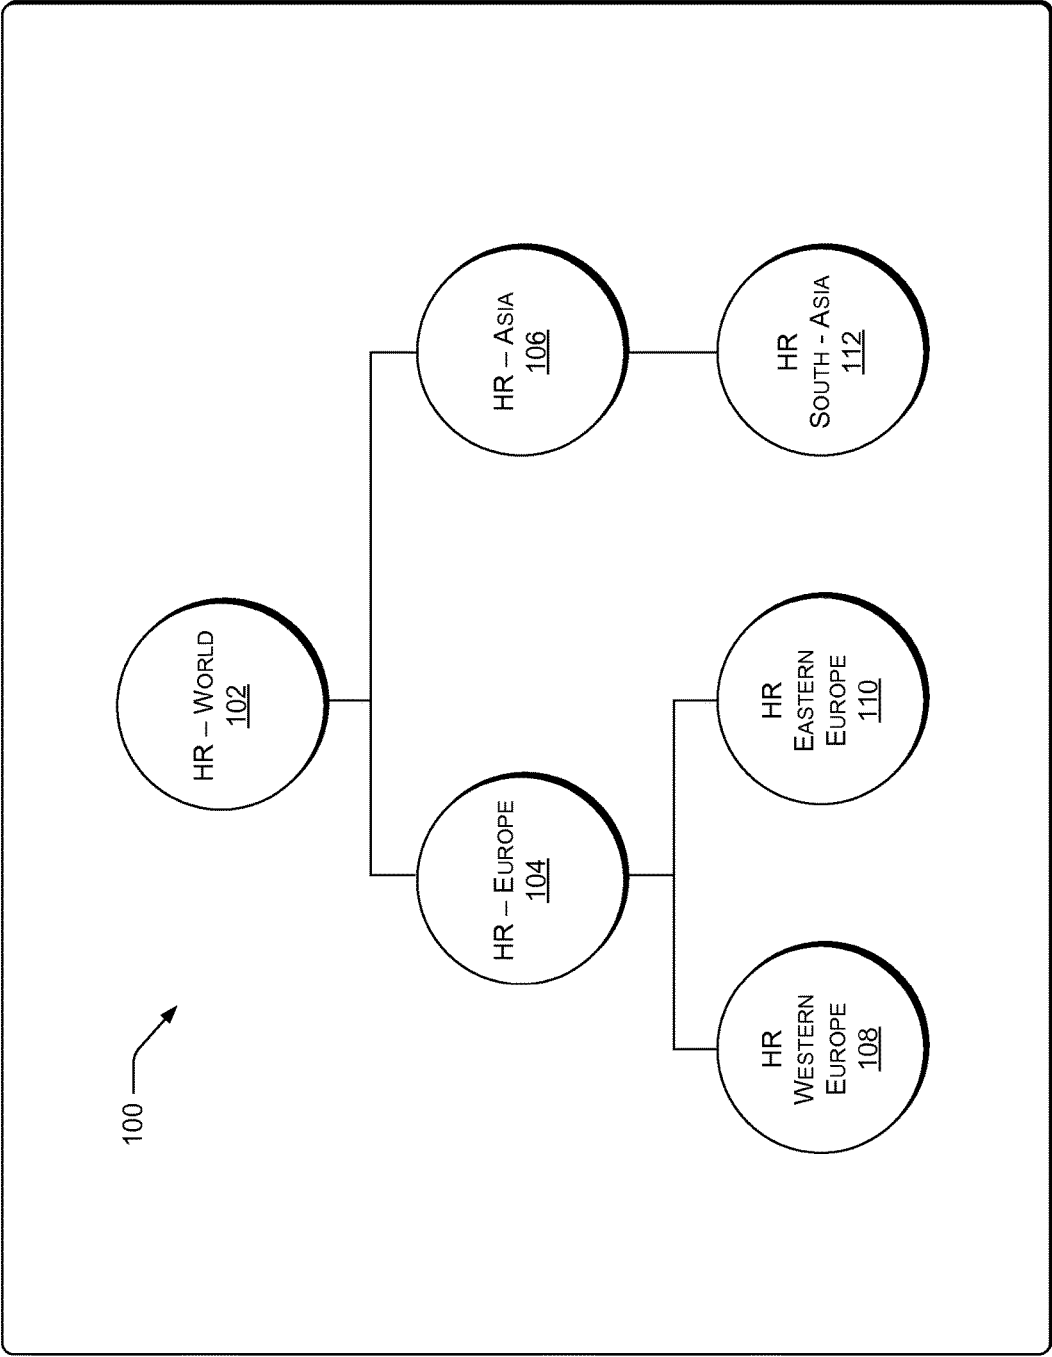 100
HR – WORLD
102
HR – EUROPE
104
HR – ASIA
106
HR
WESTERN
EUROPE
108
HR
EASTERN
EUROPE
110
HR
SOUTH - ASIA
112